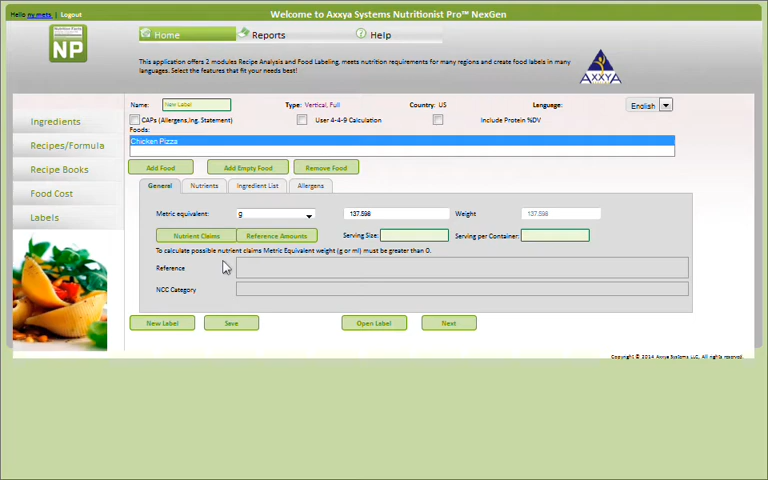 Welcome to Axxya Systems Nutritionist Pro™ NexGen
Hello ny mets | Logout
Nutrition Facts
NP
Home
Reports
Help
This application offers 2 modules Recipe Analysis and Food Labeling, meets nutrition requirements for many regions and create food labels in many
languages. Select the features that fit your needs best!
AXXYA
Ingredients
Recipes/Formula
Recipe Books
Food Cost
Labels
Name: New Label Type: Vertical, Full Country: US Language: English
CAPs (Allergens,Ing. Statement) User 4-4-9 Calculation Include Protein %DV
Foods:
Chicken Pizza
Add Food Add Empty Food Remove Food
General Nutrients Ingredient List Allergens
Metric equivalent: g 137.598 Weight 137.598
Nutrient Claims Reference Amounts Serving Size: Serving per Container:
To calculate possible nutrient claims Metric Equivalent weight (g or ml) must be greater than 0.
Reference
NCC Category
New Label Save Open Label Next
Copyright © 2014 Axxya Systems LLC, All rights reserved.